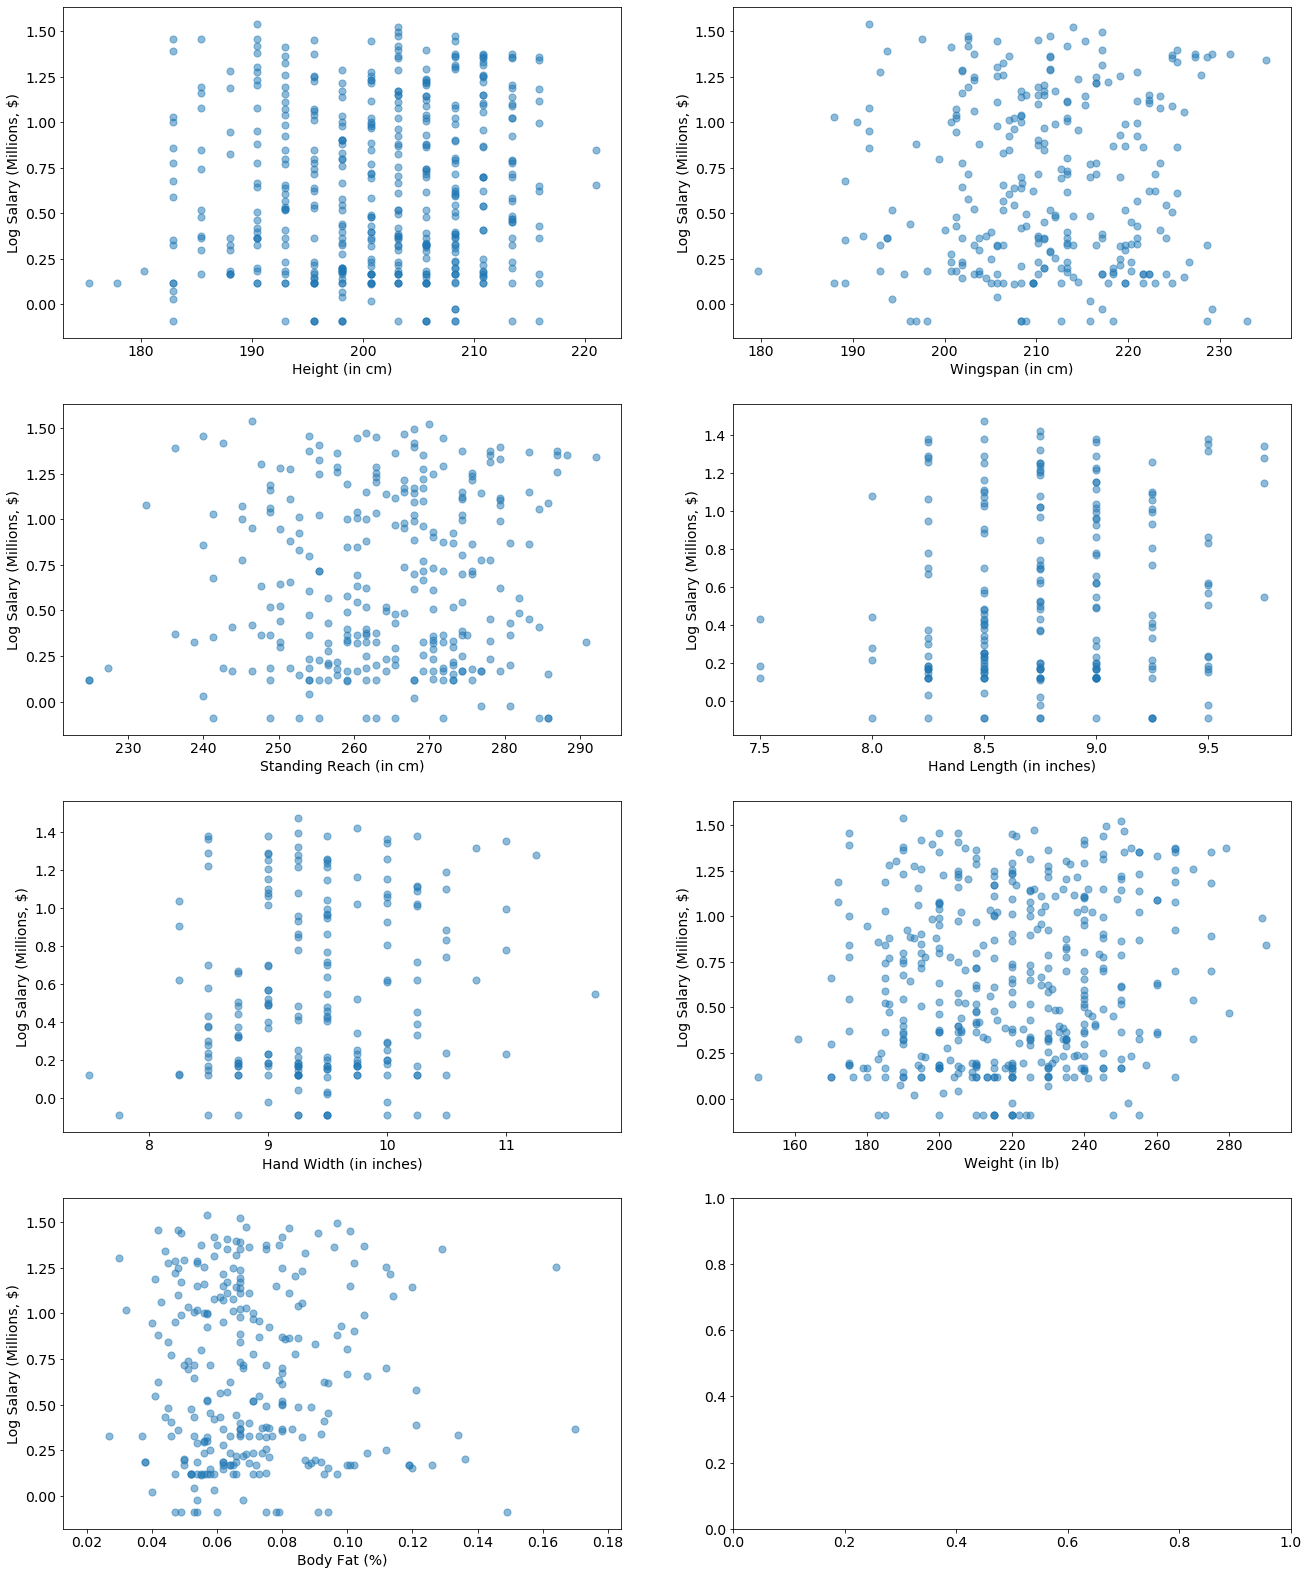 1.50
1.25
1.00
0.75
0.50
0.25
0.00
Log Salary (Millions, $)
180 190 200 210 220
Height (in cm)
1.50
1.25
1.00
0.75
0.50
0.25
0.00
Log Salary (Millions, $)
180 190 200 210 220 230
Wingspan (in cm)
1.50
1.25
1.00
0.75
0.50
0.25
0.00
Log Salary (Millions, $)
230 240 250 260 270 280 290
Standing Reach (in cm)
1.4
1.2
1.0
0.8
0.6
0.4
0.2
0.0
Log Salary (Millions, $)
7.5 8.0 8.5 9.0 9.5
Hand Length (in inches)
1.4
1.2
1.0
0.8
0.6
0.4
0.2
0.0
Log Salary (Millions, $)
8 9 10 11
Hand Width (in inches)
1.50
1.25
1.00
0.75
0.50
0.25
0.00
Log Salary (Millions, $)
160 180 200 220 240 260 280
Weight (in lb)
1.50
1.25
1.00
0.75
0.50
0.25
0.00
Log Salary (Millions, $)
0.02 0.04 0.06 0.08 0.10 0.12 0.14 0.16 0.18
Body Fat (%)
1.0
0.8
0.6
0.4
0.2
0.0
0.0 0.2 0.4 0.6 0.8 1.0